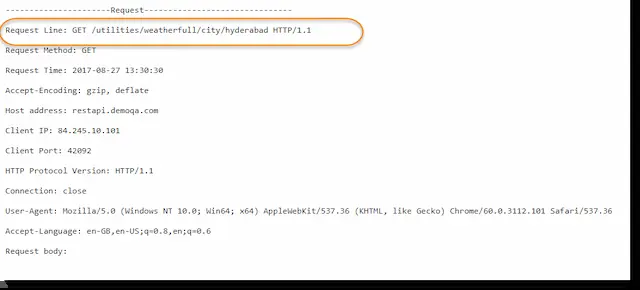 ---------------------Request---------------------------
Request Line: GET /utilities/weatherfull/city/hyderabad HTTP/1.1
Request Method: GET
Request Time: 2017-08-27 13:30:30
Accept-Encoding: gzip, deflate
Host address: restapi.demoqa.com
Client IP: 84.245.10.101
Client Port: 42092
HTTP Protocol Version: HTTP/1.1
Connection: close
User-Agent: Mozilla/5.0 (Windows NT 10.0; Win64; x64) AppleWebKit/537.36 (KHTML, like Gecko) Chrome/60.0.3112.101 Safari/537.36
Accept-Language: en-GB,en-US;q=0.8,en;q=0.6
Request body: